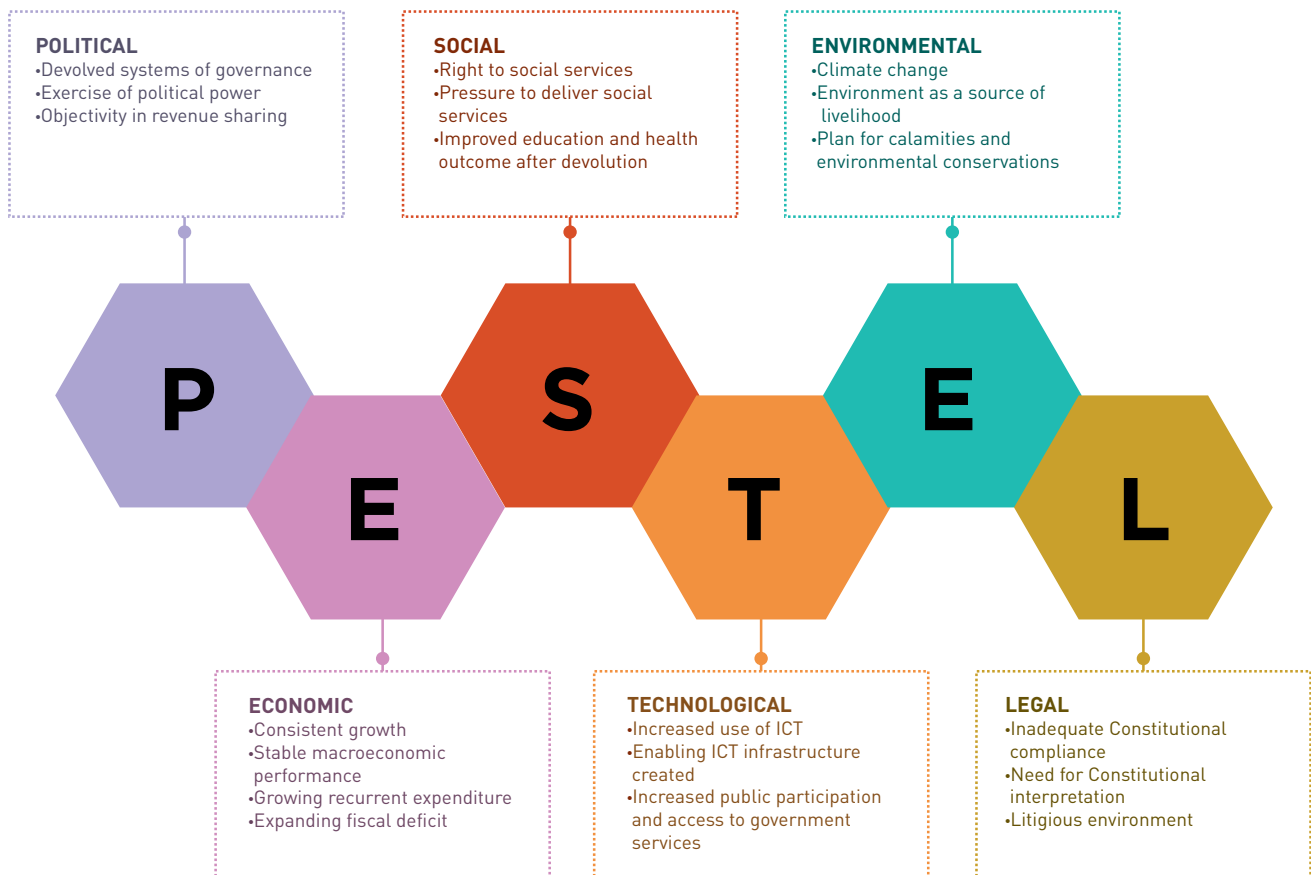 POLITICAL
•Devolved systems of governance
•Exercise of political power
•Objectivity in revenue sharing
SOCIAL
•Right to social services
•Pressure to deliver social
services
•Improved education and health
outcome after devolution
ENVIRONMENTAL
•Climate change
•Environment as a source of
livelihood
•Plan for calamities and
environmental conservations
P
E
S
T
E
L
ECONOMIC
•Consistent growth
•Stable macroeconomic
performance
•Growing recurrent expenditure
•Expanding fiscal deficit
TECHNOLOGICAL
•Increased use of ICT
•Enabling ICT infrastructure
created
•Increased public participation
and access to government
services
LEGAL
•Inadequate Constitutional
compliance
•Need for Constitutional
interpretation
•Litigious environment